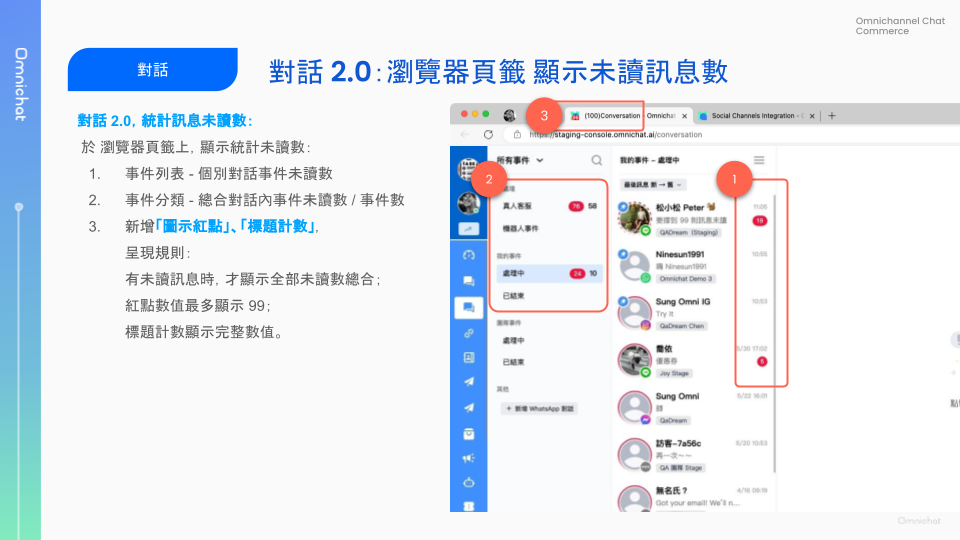 Omnichannel Chat
Commerce
Omnichat
對話
對話 2.0：瀏覽器頁籤 顯示未讀訊息數
對話 2.0，統計訊息未讀數：
於 瀏覽器頁籤上，顯示統計未讀數：
1. 事件列表 - 個別對話事件未讀數
2. 事件分類 - 總合對話內事件未讀數 / 事件數
3. 新增「圖示紅點」、「標題計數」，
呈現規則：
有未讀訊息時，才顯示全部未讀數總合；
紅點數值最多顯示 99；
標題計數顯示完整數值。
3
(100)Conversation - Omnichat
Social Channels Integration -
https://staging-console.omnichat.ai/conversation
所有事件
2
真人客服 76 58
機器人事件
我的事件
處理中 24 10
已結束
團隊事件
處理中
已結束
其他
+ 新增 WhatsApp 對話
我的事件 – 處理中
1
最後訊息 新 → 舊
松小松 Peter
11:05
更撐到 99 則訊息未讀
19
QADream (Staging)
Ninesun1991
10:55
Ninesun1991
Omnichat Demo 3
Sung Omni IG
10:53
Try it
QaDream Chen
喬依
5/30 17:02
優惠券
5
Joy Stage
Sung Omni
5/22 16:01
QaDream
訪客-7a56c
5/20 10:53
再一次～～
QA 團隊 Stage
無名氏？
4/16 09:19
Got your email! We'll n...
點
Omnichat